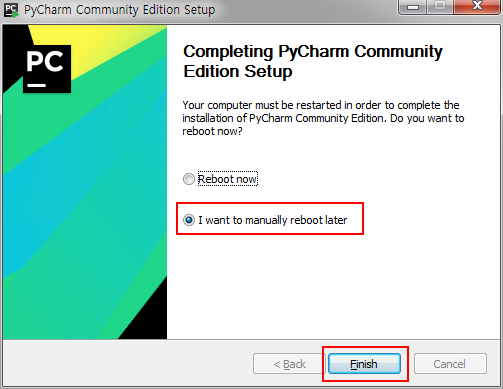 PyCharm Community Edition Setup
PC
Completing PyCharm Community
Edition Setup
Your computer must be restarted in order to complete the
installation of PyCharm Community Edition. Do you want to
reboot now?
Reboot now
I want to manually reboot later
< Back
Finish
Cancel